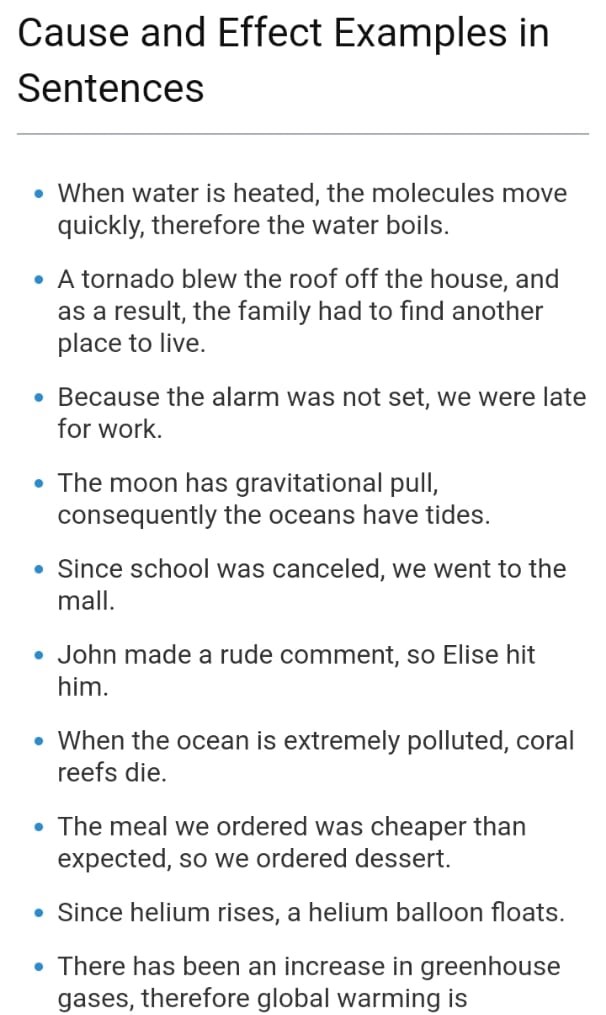 Cause and Effect Examples in
Sentences
• When water is heated, the molecules move
quickly, therefore the water boils.
• A tornado blew the roof off the house, and
as a result, the family had to find another
place to live.
• Because the alarm was not set, we were late
for work.
• The moon has gravitational pull,
consequently the oceans have tides.
• Since school was canceled, we went to the
mall.
• John made a rude comment, so Elise hit
him.
• When the ocean is extremely polluted, coral
reefs die.
• The meal we ordered was cheaper than
expected, so we ordered dessert.
• Since helium rises, a helium balloon floats.
• There has been an increase in greenhouse
gases, therefore global warming is